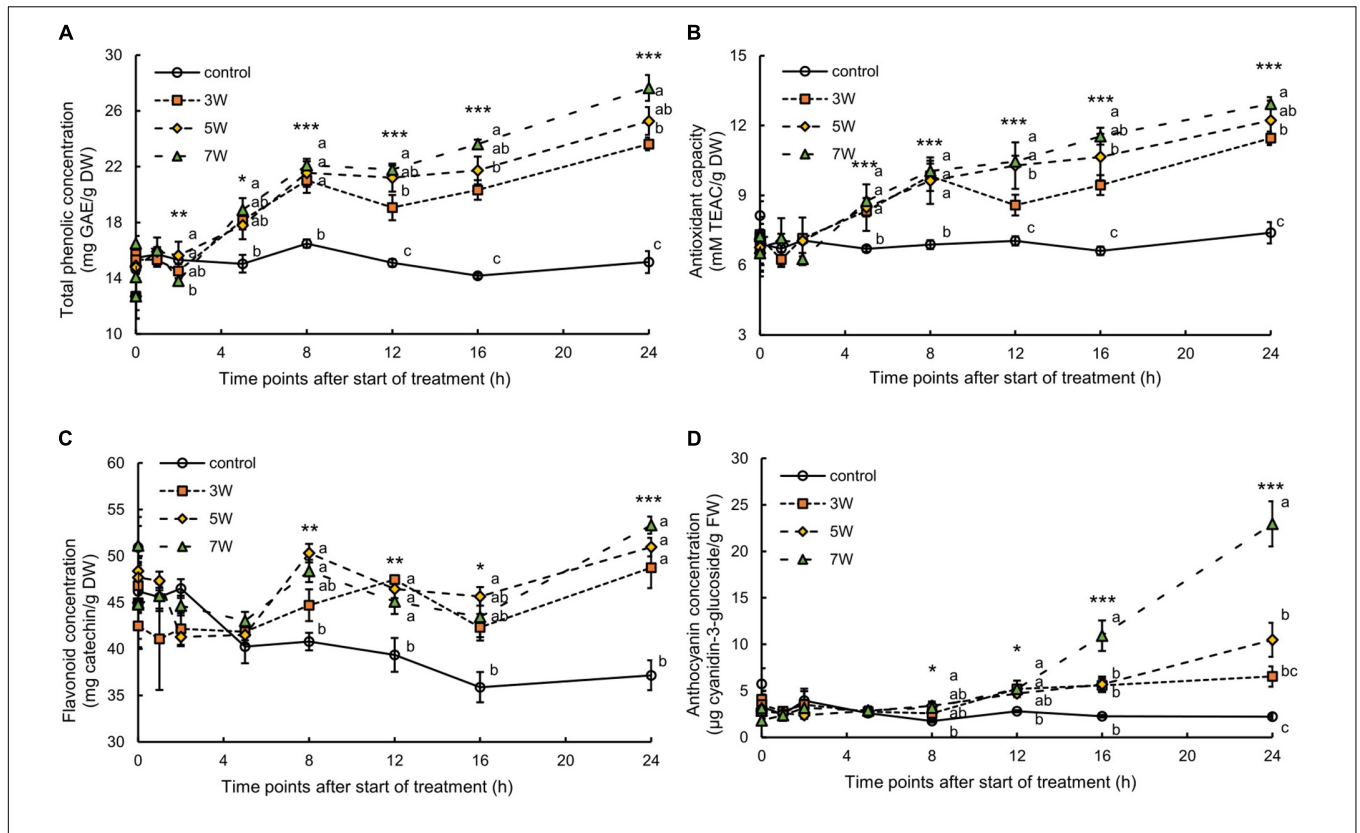 A
Total phenolic concentration
(mg GAE/g DW)
30
26
22
18
14
10
control
3W
5W
7W
**
*
***
***
***
***
a
a
ab
b
a
ab
ab
b
a
a
a
b
a
ab
b
c
a
a
b
c
a
ab
b
c
0 4 8 12 16 20 24
Time points after start of treatment (h)
B
Antioxidant capacity
(mM TEAC/g DW)
15
12
9
6
3
control
3W
5W
7W
***
***
***
***
***
a
a
a
b
a
a
a
b
a
a
b
c
a
ab
b
c
a
ab
b
c
0 4 8 12 16 20 24
Time points after start of treatment (h)
C
Flavonoid concentration
(mg catechin/g DW)
60
55
50
45
40
35
30
control
3W
5W
7W
**
**
*
***
a
a
ab
b
a
a
a
b
a
ab
ab
b
a
a
a
b
0 4 8 12 16 20 24
Time points after start of treatment (h)
D
Anthocyanin concentration
(µg cyanidin-3-glucoside/g FW)
30
25
20
15
10
5
0
control
3W
5W
7W
*
*
***
***
a
ab
ab
b
a
a
ab
b
a
b
b
b
a
b
bc
c
0 4 8 12 16 20 24
Time points after start of treatment (h)